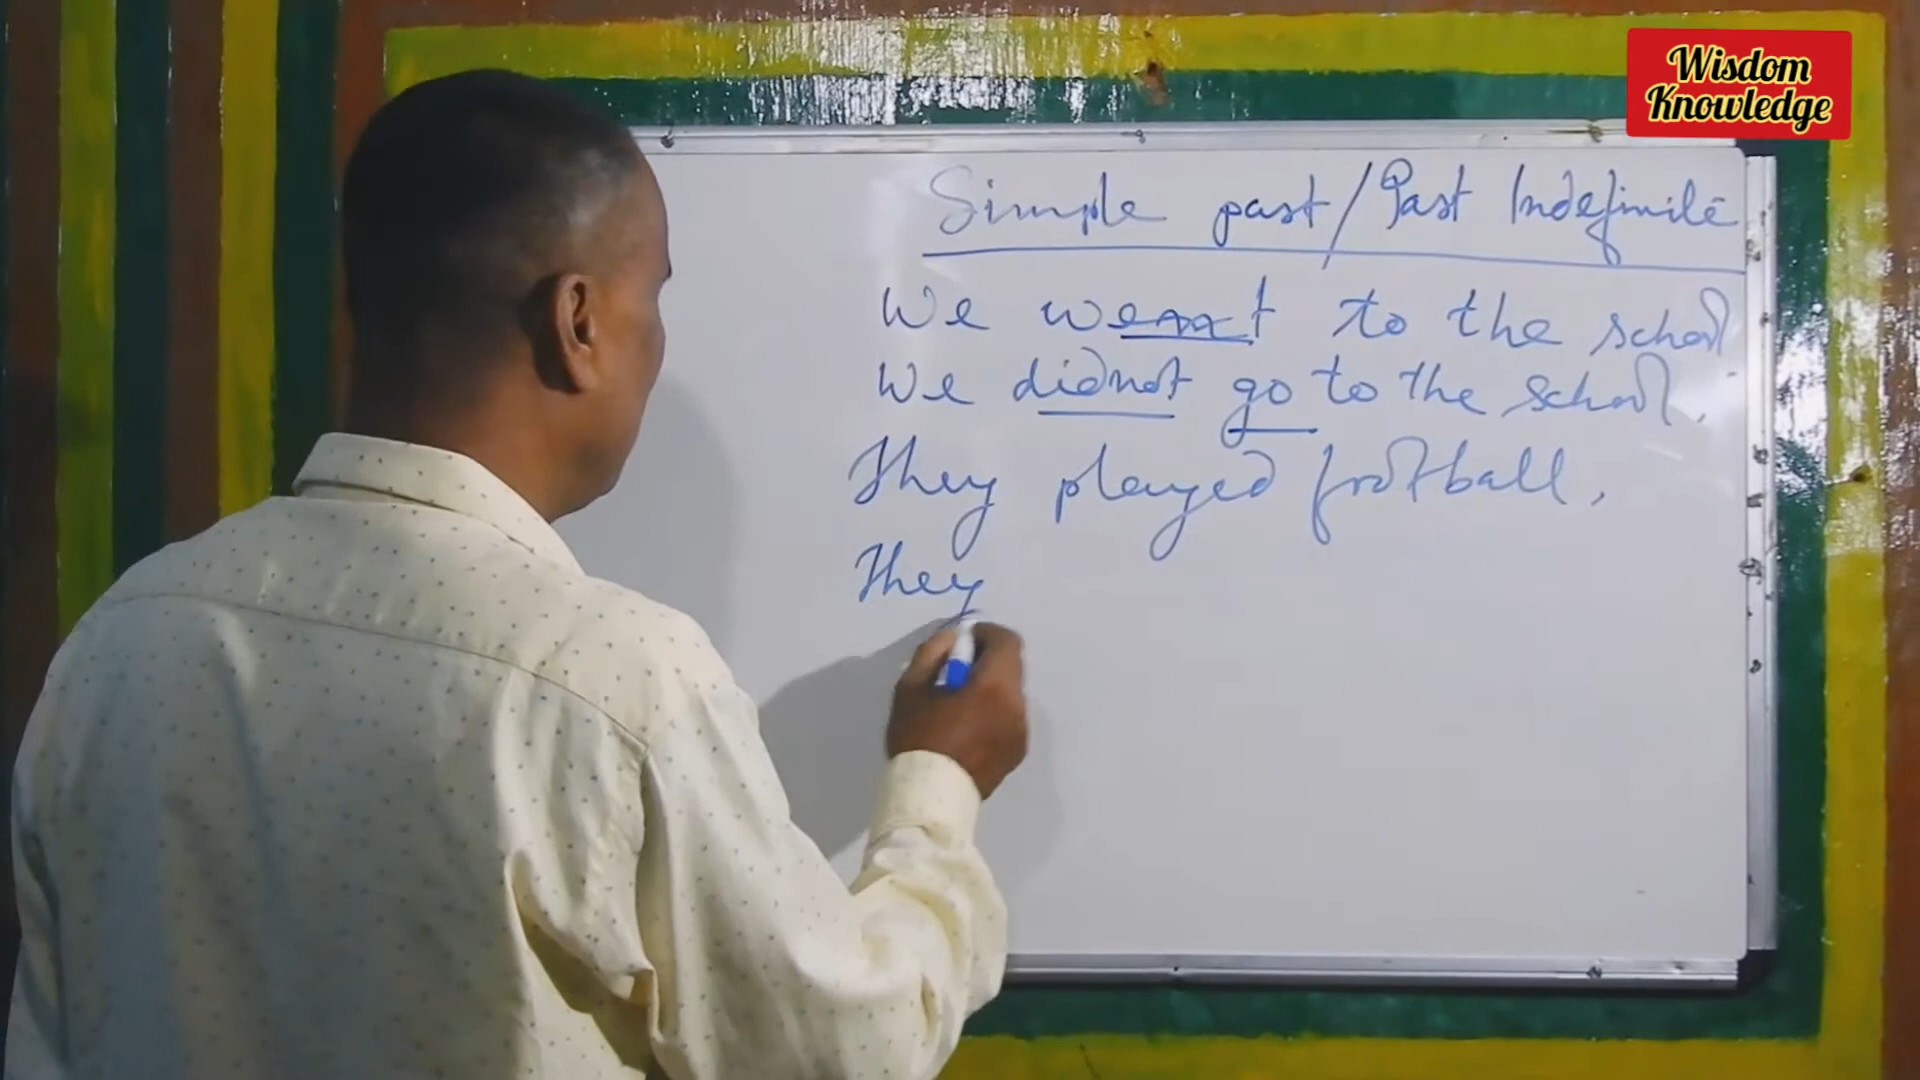 Wisdom
Knowledge
Simple past/Past Indefinite
We went to the school
We didnot go to the school.
They played football.
They